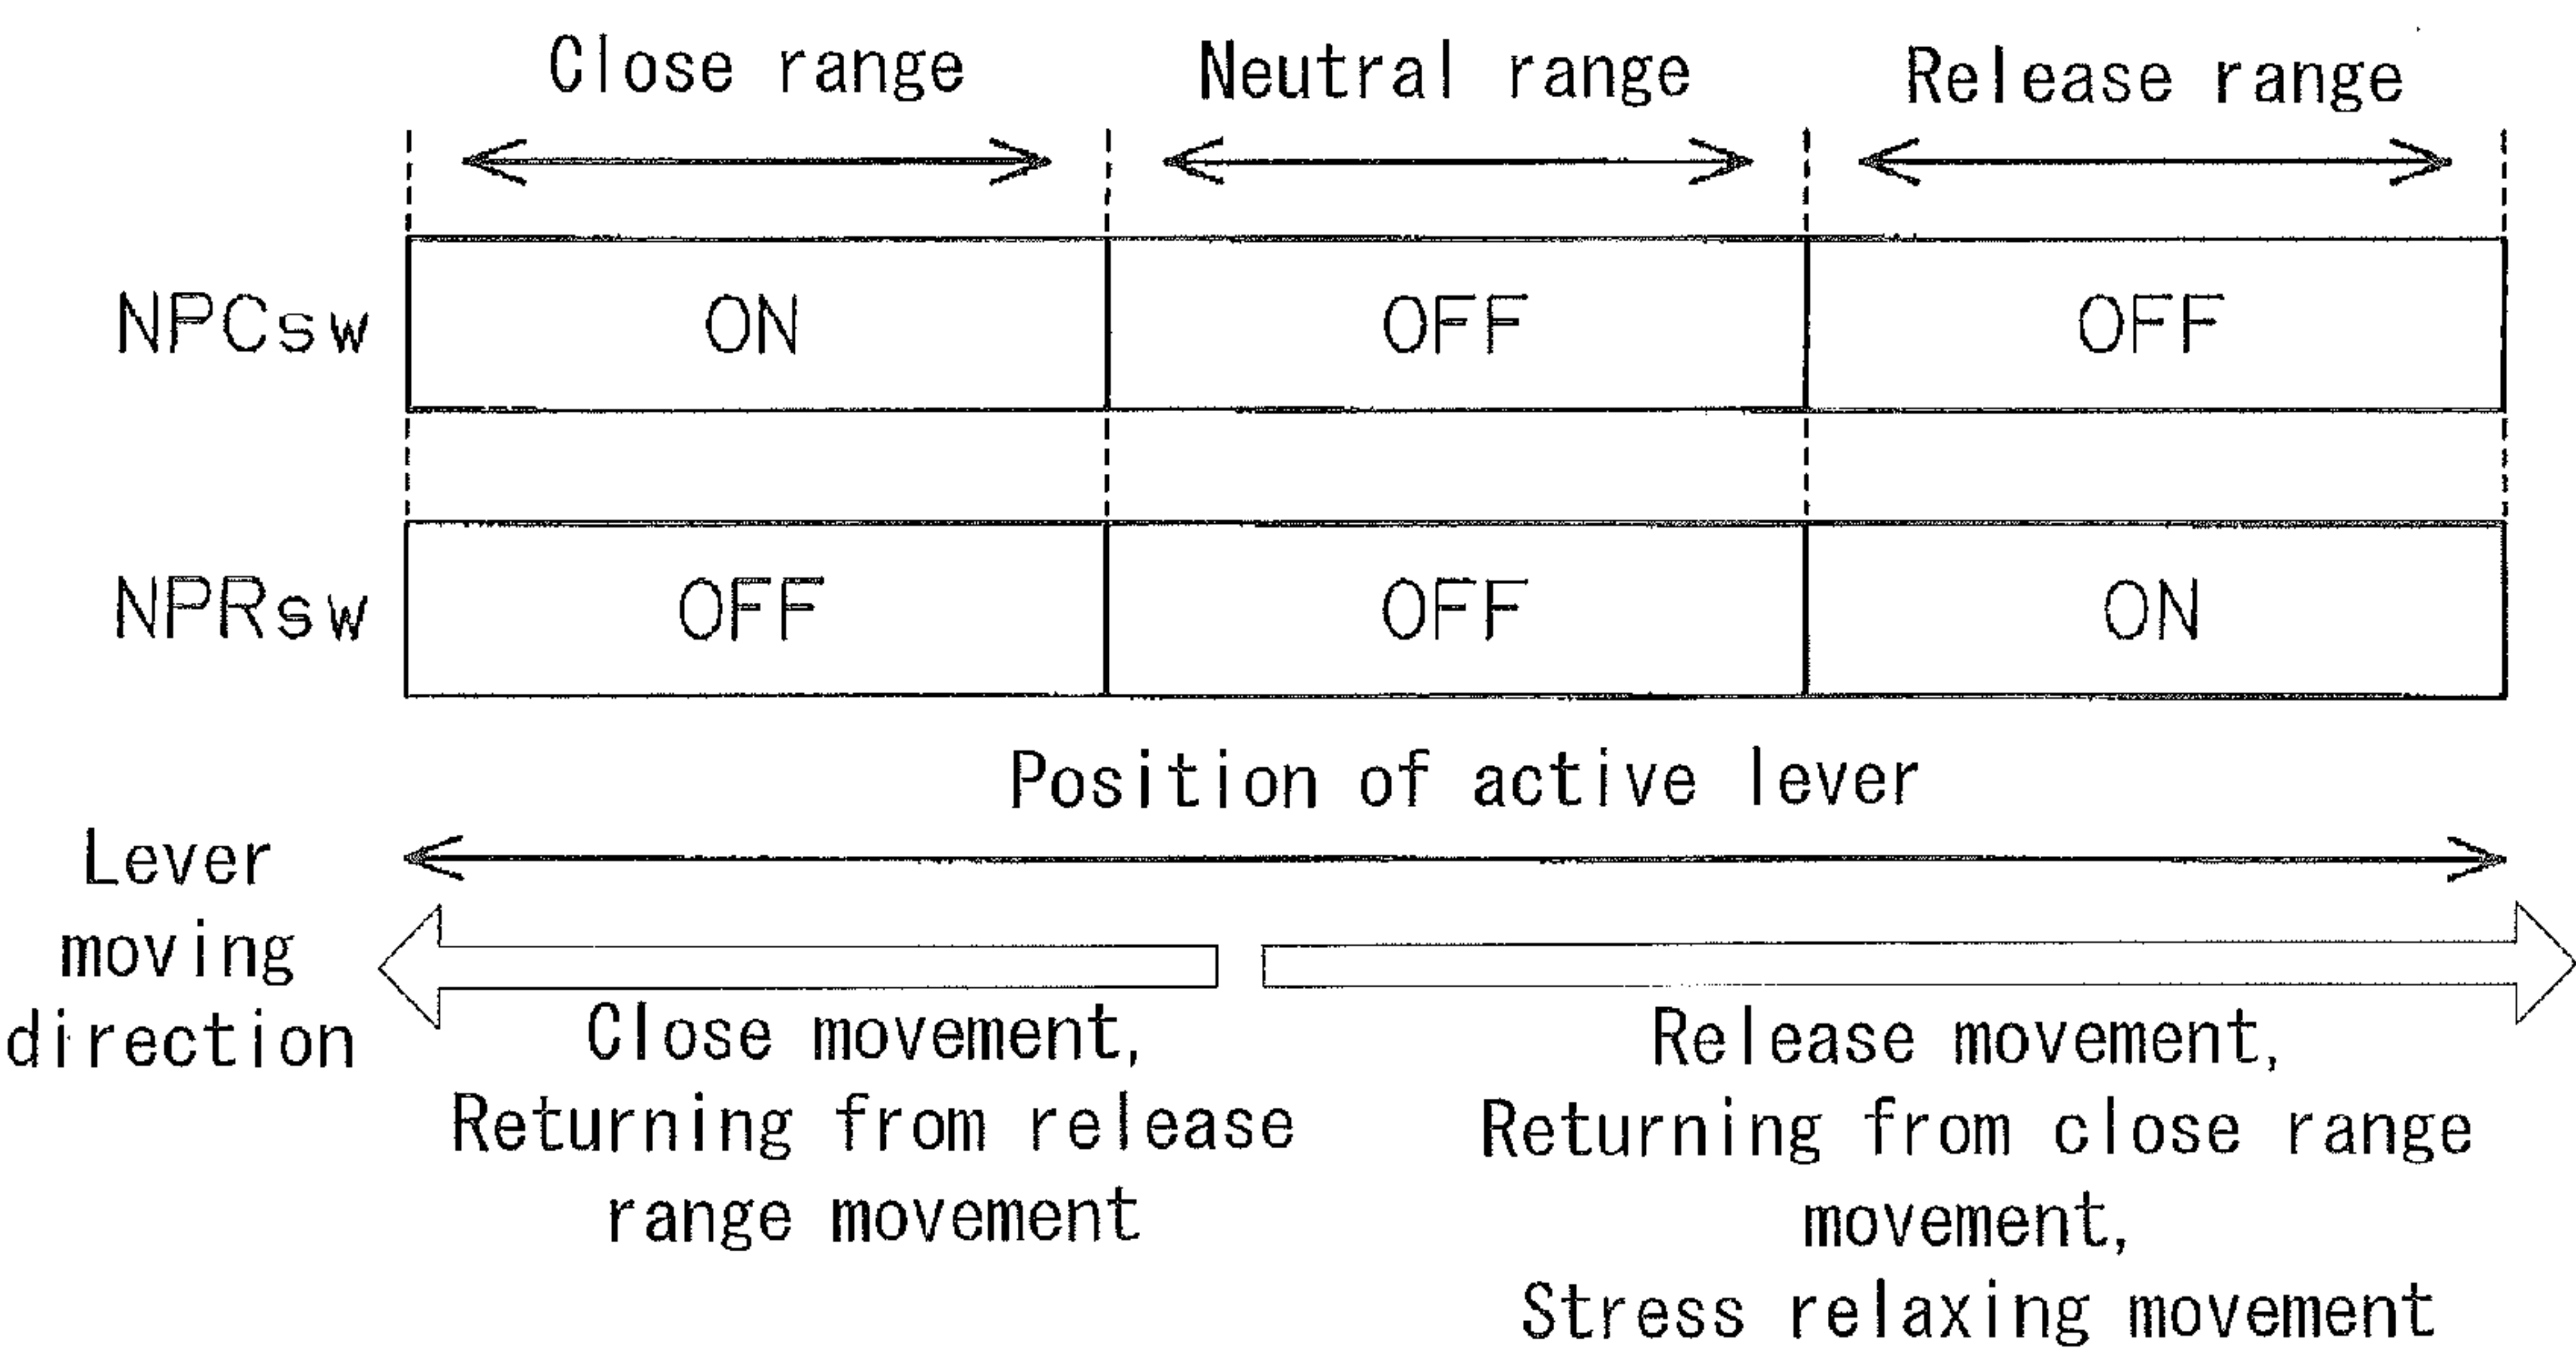 Close range Neutral range Release range
NPCsw ON OFF OFF
NPRsw OFF OFF ON
Position of active lever
Lever
moving
direction
Close movement,
Returning from release
range movement
Release movement,
Returning from close range
movement,
Stress relaxing movement